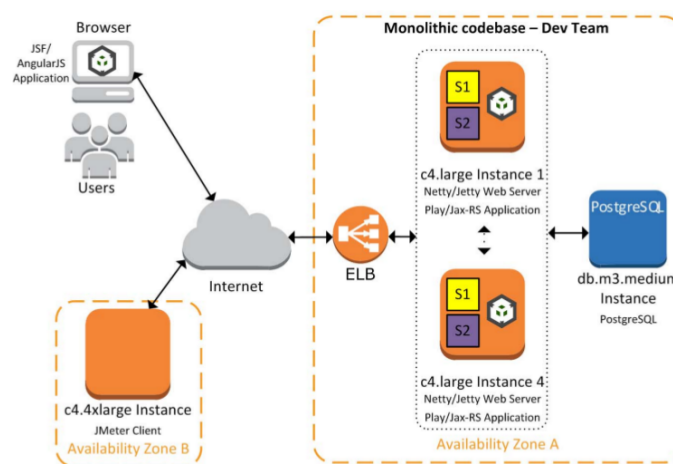 Browser
JSF/
AngularJS
Application
Users
Internet
c4.4xlarge Instance
JMeter Client
Availability Zone B
Monolithic codebase – Dev Team
ELB
S1
S2
c4.large Instance 1
Netty/Jetty Web Server
Play/Jax-RS Application
S1
S2
c4.large Instance 4
Netty/Jetty Web Server
Play/Jax-RS Application
Availability Zone A
PostgreSQL
db.m3.medium
Instance
PostgreSQL